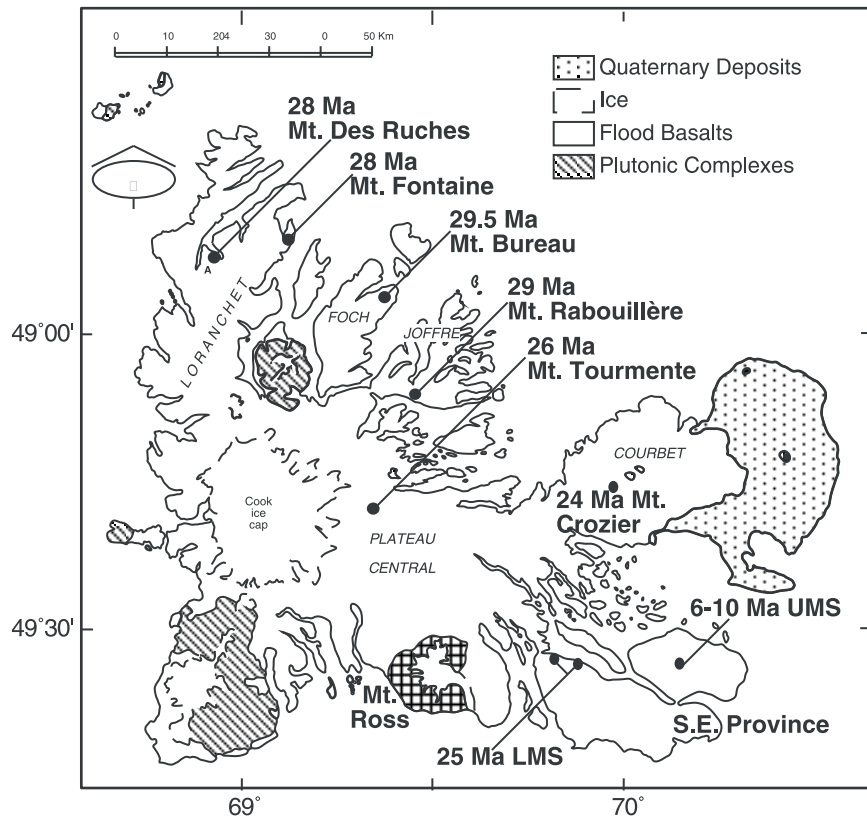 0 10 204 30 0 50 Km
Quaternary Deposits
Ice
Flood Basalts
Plutonic Complexes
28 Ma
Mt. Des Ruches
28 Ma
Mt. Fontaine
29.5 Ma
Mt. Bureau
29 Ma
Mt. Rabouillère
26 Ma
Mt. Tourmente
A
LORANCHET
FOCH
JOFFRE
49°00'
COURBET
24 Ma Mt.
Crozier
Cook
ice
cap
PLATEAU
CENTRAL
6-10 Ma UMS
49°30'
Mt.
Ross
S.E. Province
25 Ma LMS
69°
70°